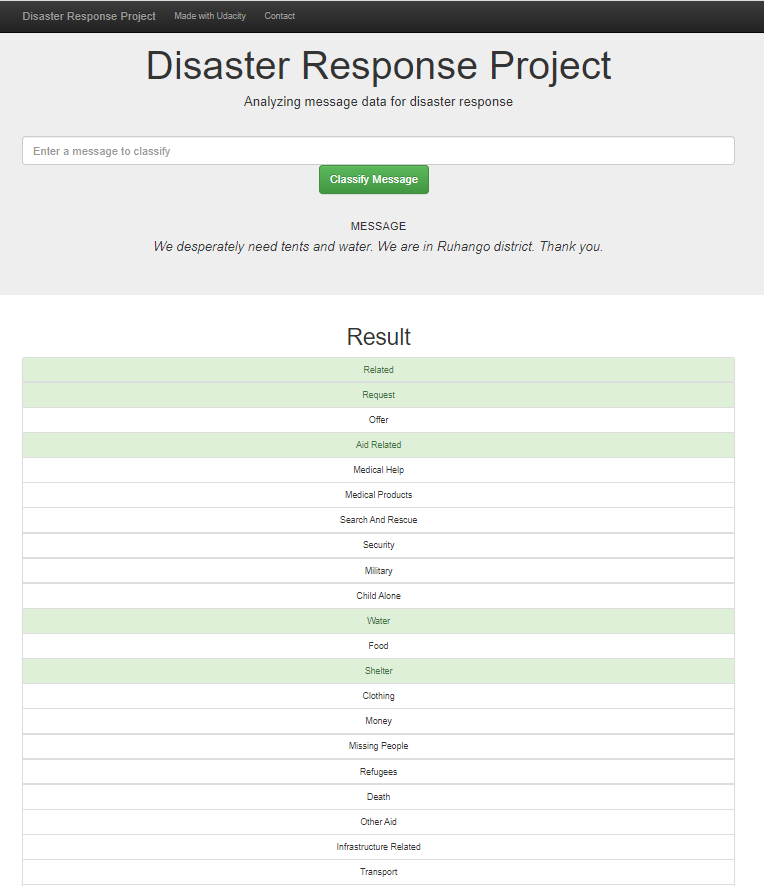 Disaster Response Project Made with Udacity Contact
Disaster Response Project
Analyzing message data for disaster response
Enter a message to classify
Classify Message
MESSAGE
We desperately need tents and water. We are in Ruhango district. Thank you.
Result
Related
Request
Offer
Aid Related
Medical Help
Medical Products
Search And Rescue
Security
Military
Child Alone
Water
Food
Shelter
Clothing
Money
Missing People
Refugees
Death
Other Aid
Infrastructure Related
Transport